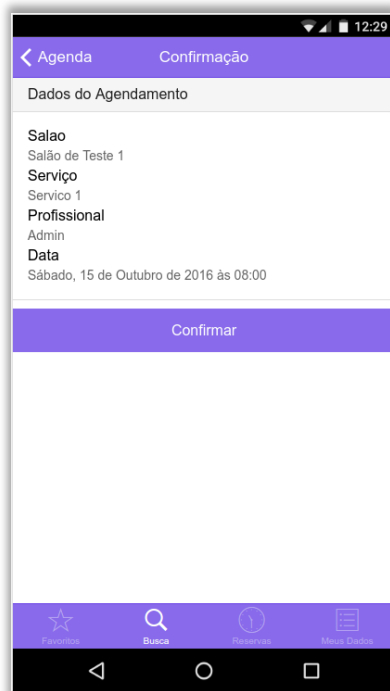 12:29
Agenda
Confirmação
Dados do Agendamento
Salao
Salão de Teste 1
Serviço
Servico 1
Profissional
Admin
Data
Sábado, 15 de Outubro de 2016 às 08:00
Confirmar
Favoritos
Busca
Reservas
Meus Dados